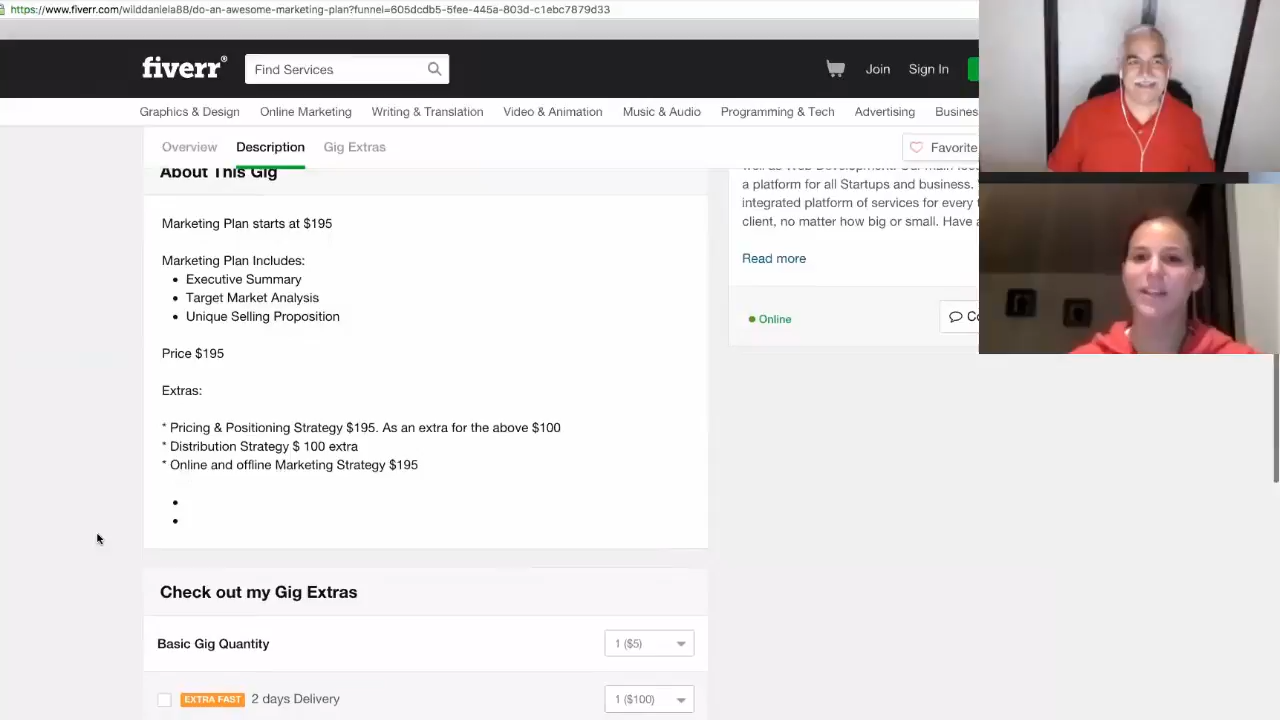 https://www.fiverr.com/wilddaniela88/do-an-awesome-marketing-plan?funnel=605dcdb5-5fee-445a-803d-c1ebc7879d33
fiverr® Find Services Join Sign In
Graphics & Design Online Marketing Writing & Translation Video & Animation Music & Audio Programming & Tech Advertising Busines
Overview Description Gig Extras Favorite
About This Gig
Marketing Plan starts at $195
Marketing Plan Includes:
• Executive Summary
• Target Market Analysis
• Unique Selling Proposition
Price $195
Extras:
* Pricing & Positioning Strategy $195. As an extra for the above $100
* Distribution Strategy $ 100 extra
* Online and offline Marketing Strategy $195
•
•
Check out my Gig Extras
Basic Gig Quantity 1 ($5)
EXTRA FAST 2 days Delivery 1 ($100)
a platform for all Startups and business.
integrated platform of services for every
client, no matter how big or small. Have
Read more
Online Co